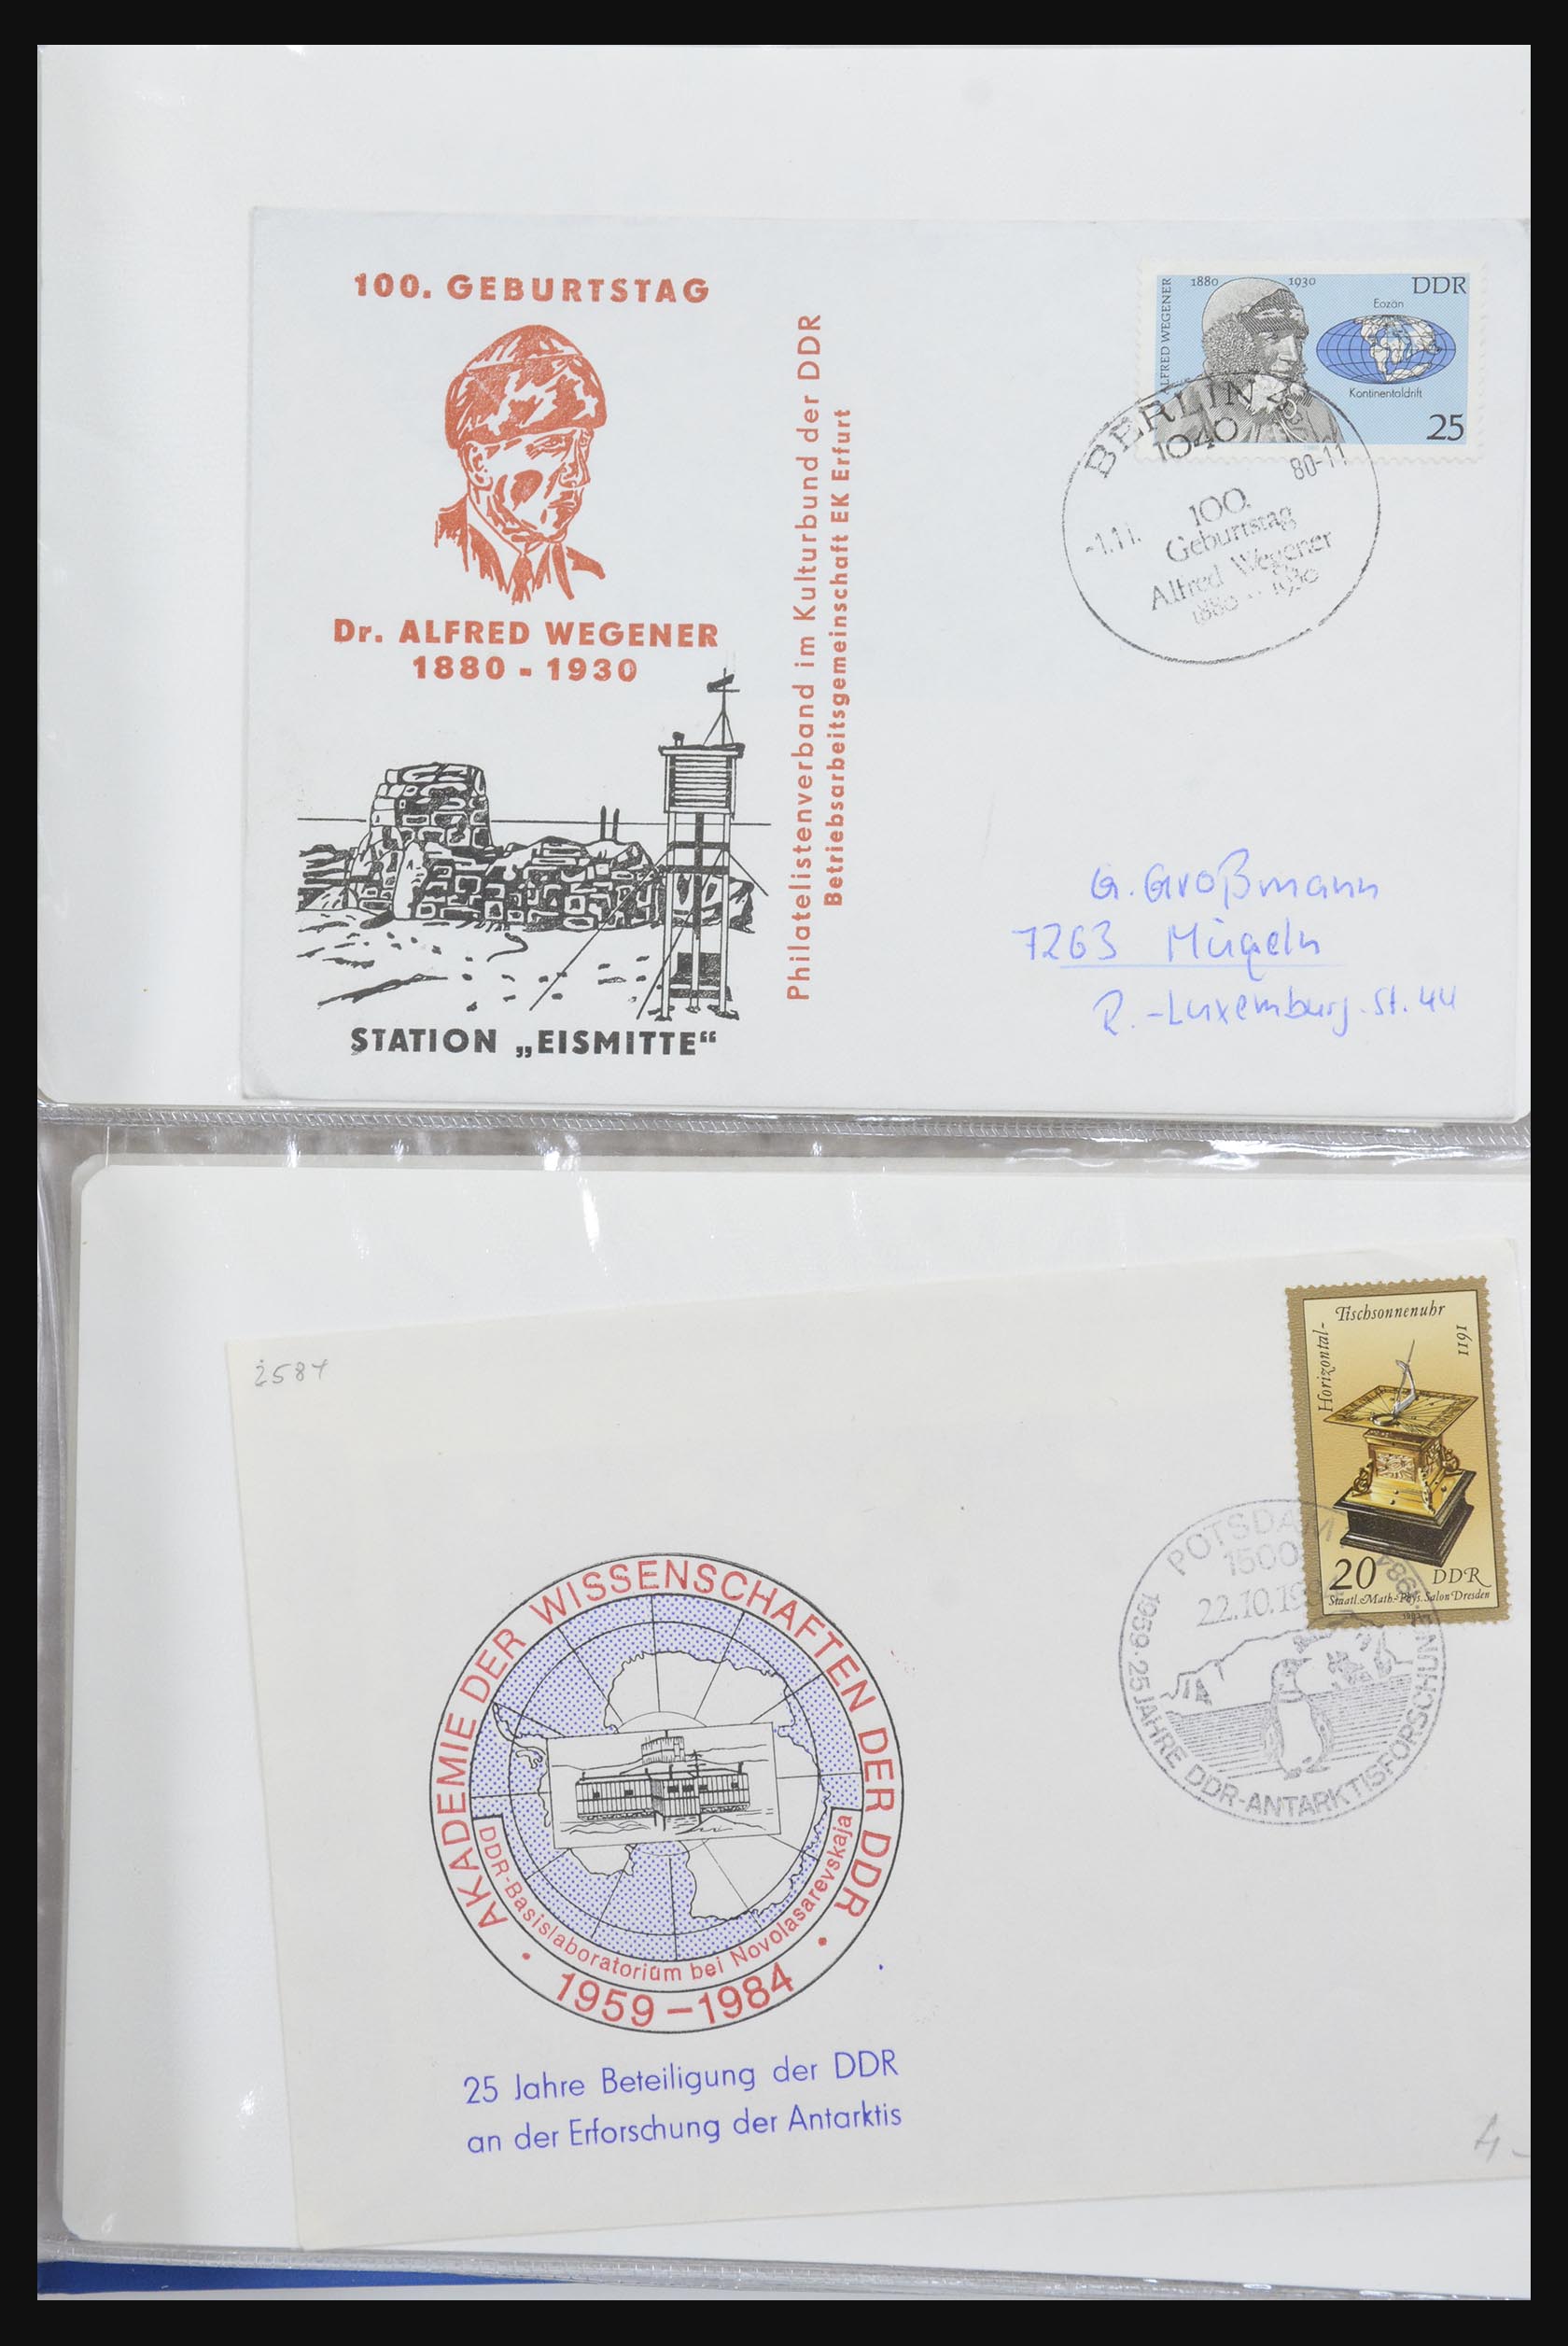 100. GEBURTSTAG
Dr. ALFRED WEGENER
1880 - 1930
STATION „EISMITTE“
Philatelistenverband im Kulturbund der DDR
Betriebsarbeitsgemeinschaft EK Erfurt
ALFRED WEGENER
1880 1930
DDR
Eozän
Kontinentaldrift
25
BERLIN
1040
80-11
-1.11.
100.
Geburtstag
Alfred Wegener
1880 - 1930
G. Großmann
7263 Mügeln
R.-Luxemburg-St. 44
2584
Horizontal-
Tischsonnenuhr
1611
20 DDR
Staatl. Math.-Phys. Salon Dresden
POTSDAM
1500
22.10.19
1959 · 25 JAHRE DDR-ANTARKTISFORSCHUNG 1984
AKADEMIE DER WISSENSCHAFTEN DER DDR
DDR-Basislaboratorium bei Novolasarevskaja
• 1959 – 1984 •
25 Jahre Beteiligung der DDR
an der Erforschung der Antarktis
4-